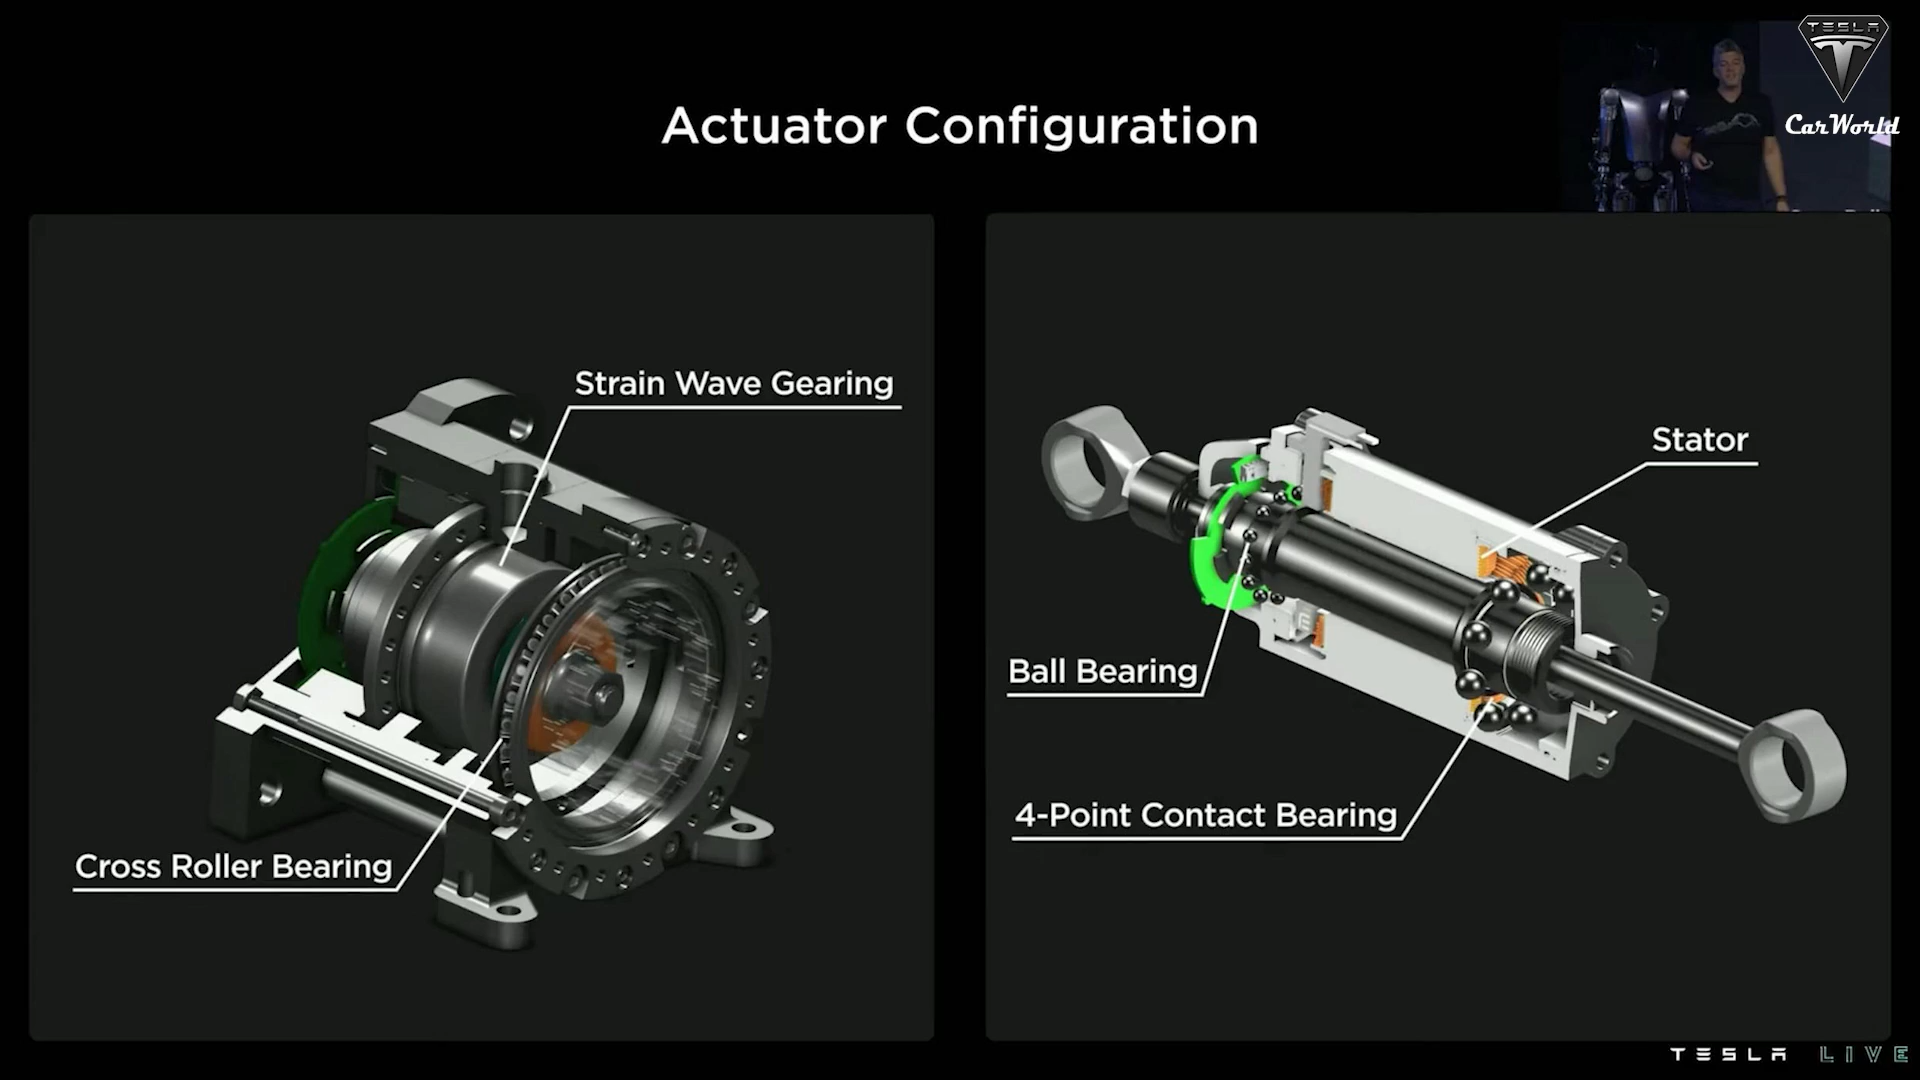 TESLA
CarWorld
Actuator Configuration
Strain Wave Gearing
Cross Roller Bearing
Stator
Ball Bearing
4-Point Contact Bearing
TESLA LIVE